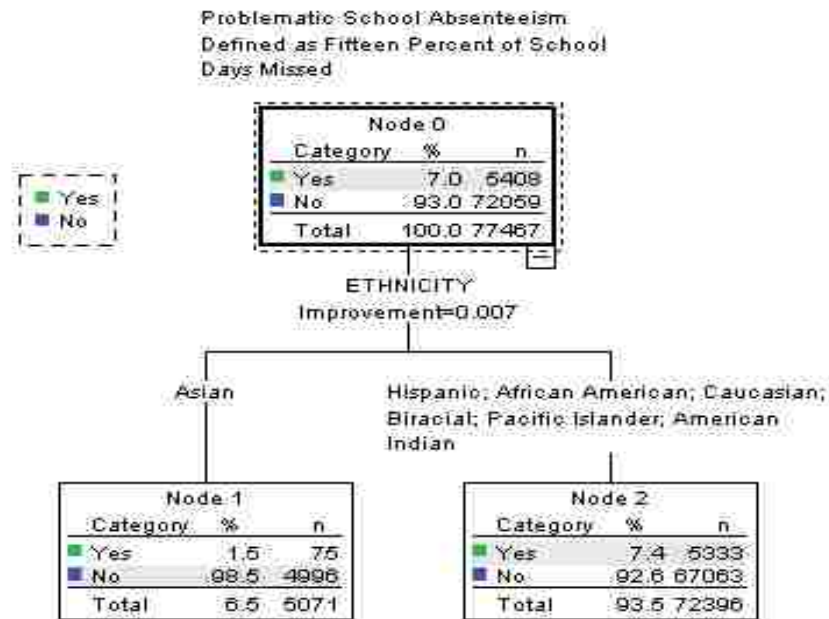 Problematic School Absenteeism
Defined as Fifteen Percent of School
Days Missed
Node 0
Category % n
Yes 7.0 5408
No 93.0 72059
Total 100.0 77467
Yes
No
ETHNICITY
Improvement=0.007
Asian
Hispanic; African American; Caucasian;
Biracial; Pacific Islander; American
Indian
Node 1
Category % n
Yes 1.5 75
No 98.5 4996
Total 6.5 5071
Node 2
Category % n
Yes 7.4 5333
No 92.6 67063
Total 93.5 72396